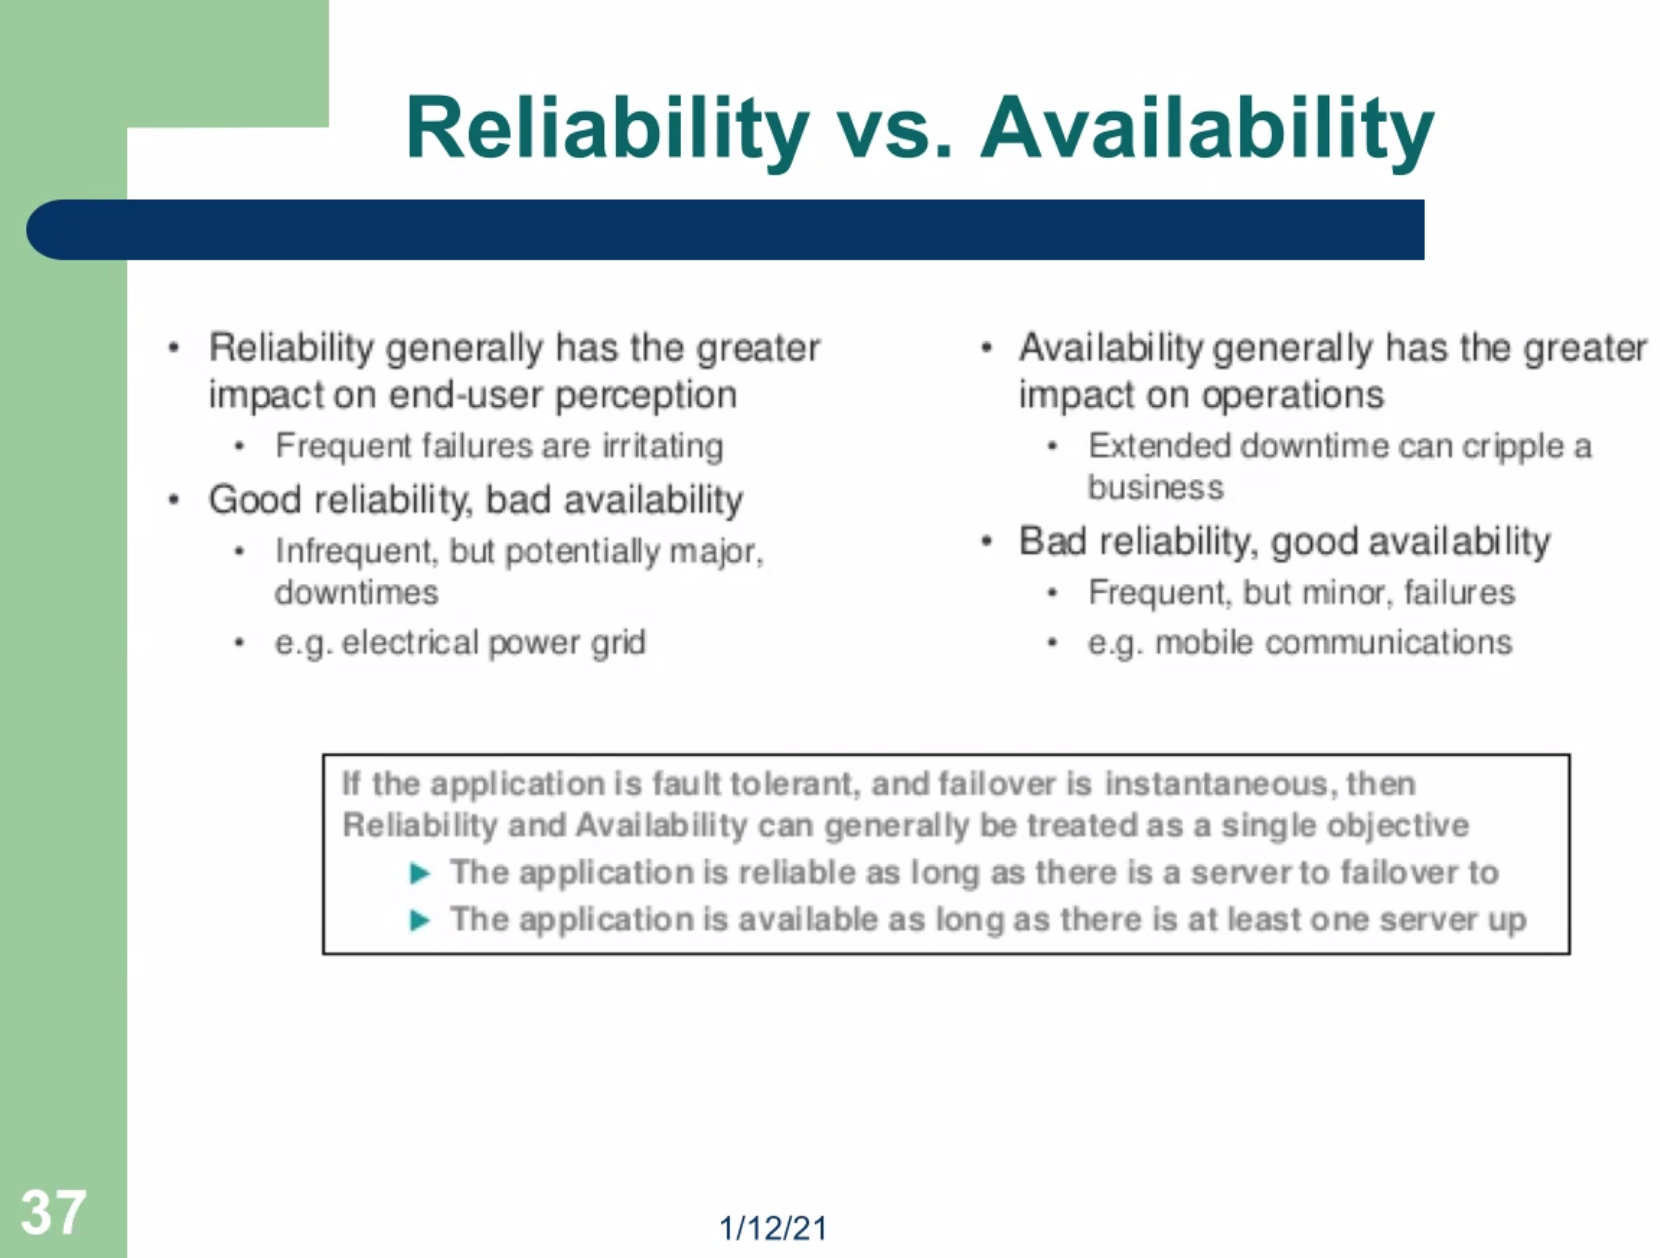 Reliability vs. Availability
• Reliability generally has the greater
impact on end-user perception
• Frequent failures are irritating
• Good reliability, bad availability
• Infrequent, but potentially major,
downtimes
• e.g. electrical power grid
• Availability generally has the greater
impact on operations
• Extended downtime can cripple a
business
• Bad reliability, good availability
• Frequent, but minor, failures
• e.g. mobile communications
If the application is fault tolerant, and failover is instantaneous, then
Reliability and Availability can generally be treated as a single objective
► The application is reliable as long as there is a server to failover to
► The application is available as long as there is at least one server up
37
1/12/21